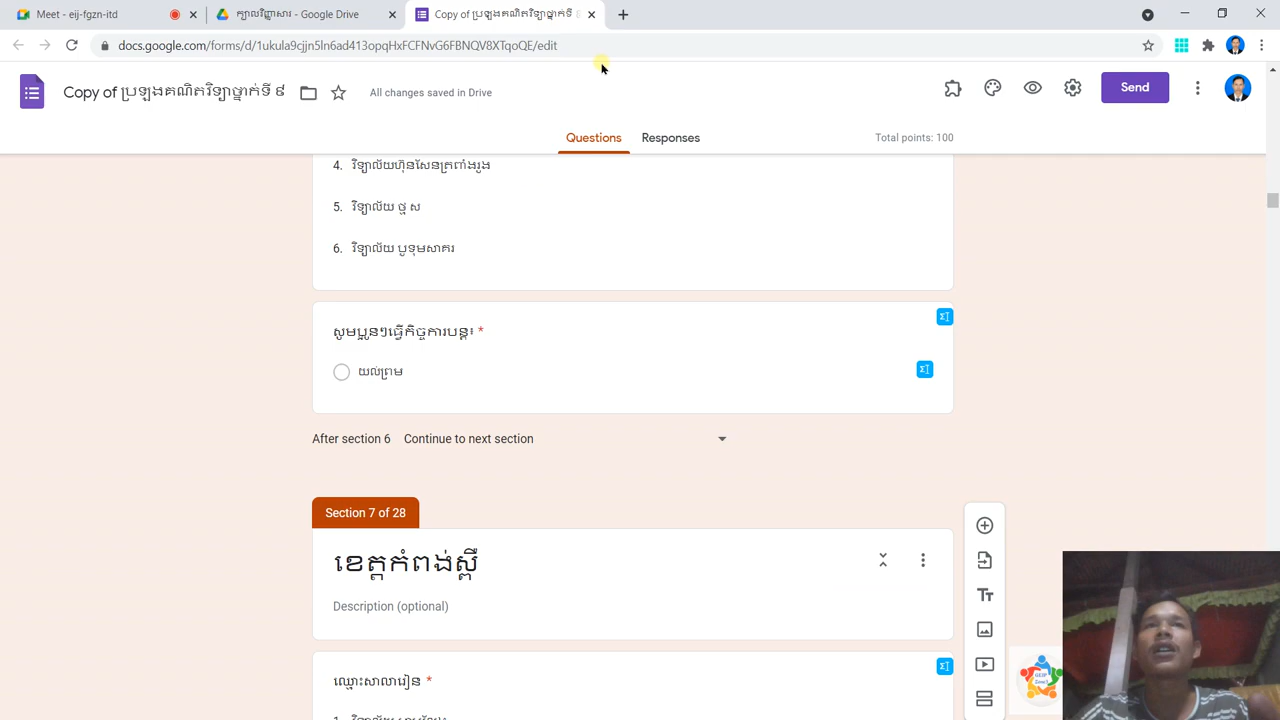 Meet - eij-fgzn-itd
ក្បាលវិញ្ញាសារ - Google Drive
Copy of ប្រឡងគណិតវិទ្យាថ្នាក់ទី ៩
docs.google.com/forms/d/1ukula9cjjn5ln6ad413opqHxFCFNvG6FBNQV8XTqoQE/edit
Copy of ប្រឡងគណិតវិទ្យាថ្នាក់ទី ៩
All changes saved in Drive
Send
Questions
Responses
Total points: 100
4. វិទ្យាល័យហ៊ុនសែនត្រពាំងរូង
5. វិទ្យាល័យ ថ្ម ស
6. វិទ្យាល័យ បូទុមសាគរ
សូមប្អូនៗធ្វើកិច្ចការបន្ត៖ *
យល់ព្រម
After section 6 Continue to next section
Section 7 of 28
ខេត្តកំពង់ស្ពឺ
Description (optional)
ឈ្មោះសាលារៀន *